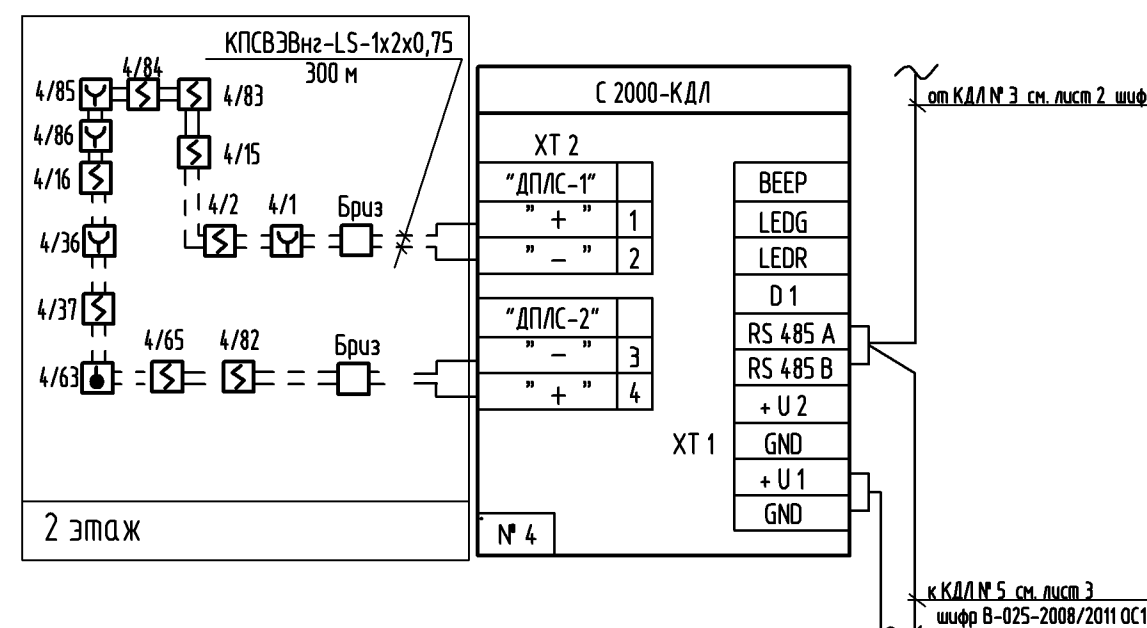 КПСВЭВнг-LS-1x2x0,75
300 м
4/84
4/85
4/83
4/86
4/15
4/16
4/2
4/1
Бриз
4/36
4/37
4/65
4/82
Бриз
4/63
2 этаж
С 2000-КДЛ
ХТ 2
"ДПЛС-1"
" + " 1
" – " 2
"ДПЛС-2"
" – " 3
" + " 4
BEEP
LEDG
LEDR
D 1
RS 485 A
RS 485 B
+ U 2
ХТ 1
GND
+ U 1
GND
№ 4
от КДЛ № 3 см. лист 2 шиф
к КДЛ № 5 см. лист 3
шифр В-025-2008/2011 ОС1